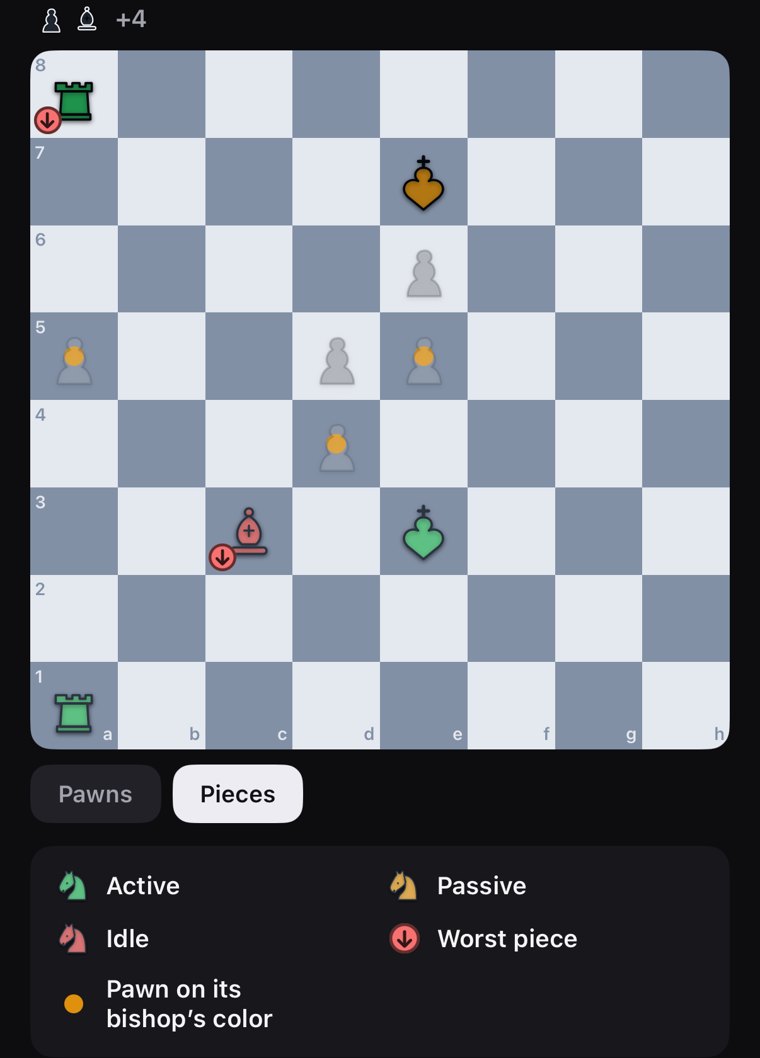 +4
8
7
6
5
4
3
2
1
a b c d e f g h
Pawns Pieces
Active Passive
Idle Worst piece
Pawn on its
bishop’s color